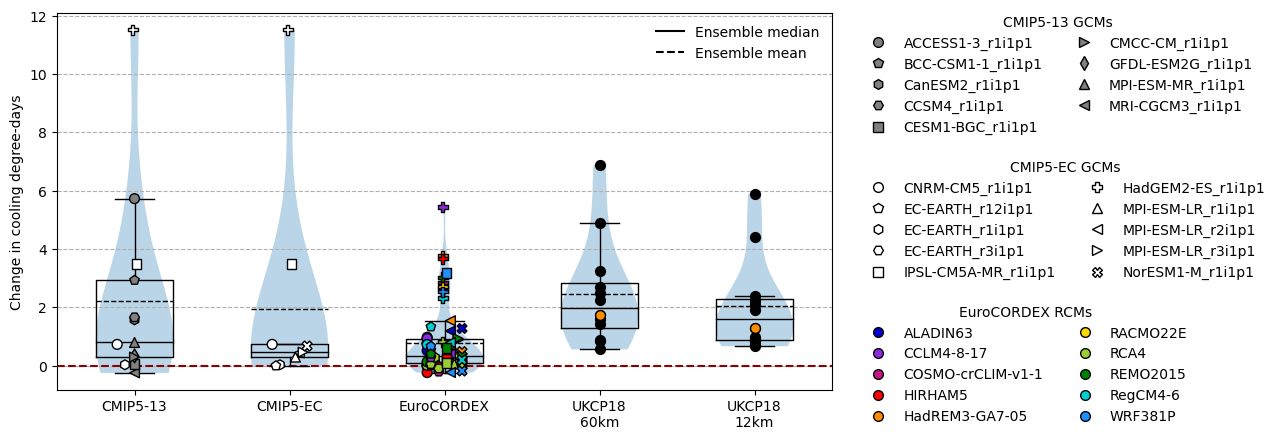 Change in cooling degree-days
12
10
8
6
4
2
0
Ensemble median
Ensemble mean
CMIP5-13
CMIP5-EC
EuroCORDEX
UKCP18
60km
UKCP18
12km
CMIP5-13 GCMs
ACCESS1-3_r1i1p1
BCC-CSM1-1_r1i1p1
CanESM2_r1i1p1
CCSM4_r1i1p1
CESM1-BGC_r1i1p1
CMCC-CM_r1i1p1
GFDL-ESM2G_r1i1p1
MPI-ESM-MR_r1i1p1
MRI-CGCM3_r1i1p1
CMIP5-EC GCMs
CNRM-CM5_r1i1p1
EC-EARTH_r12i1p1
EC-EARTH_r1i1p1
EC-EARTH_r3i1p1
IPSL-CM5A-MR_r1i1p1
HadGEM2-ES_r1i1p1
MPI-ESM-LR_r1i1p1
MPI-ESM-LR_r2i1p1
MPI-ESM-LR_r3i1p1
NorESM1-M_r1i1p1
EuroCORDEX RCMs
ALADIN63
CCLM4-8-17
COSMO-crCLIM-v1-1
HIRHAM5
HadREM3-GA7-05
RACMO22E
RCA4
REMO2015
RegCM4-6
WRF381P